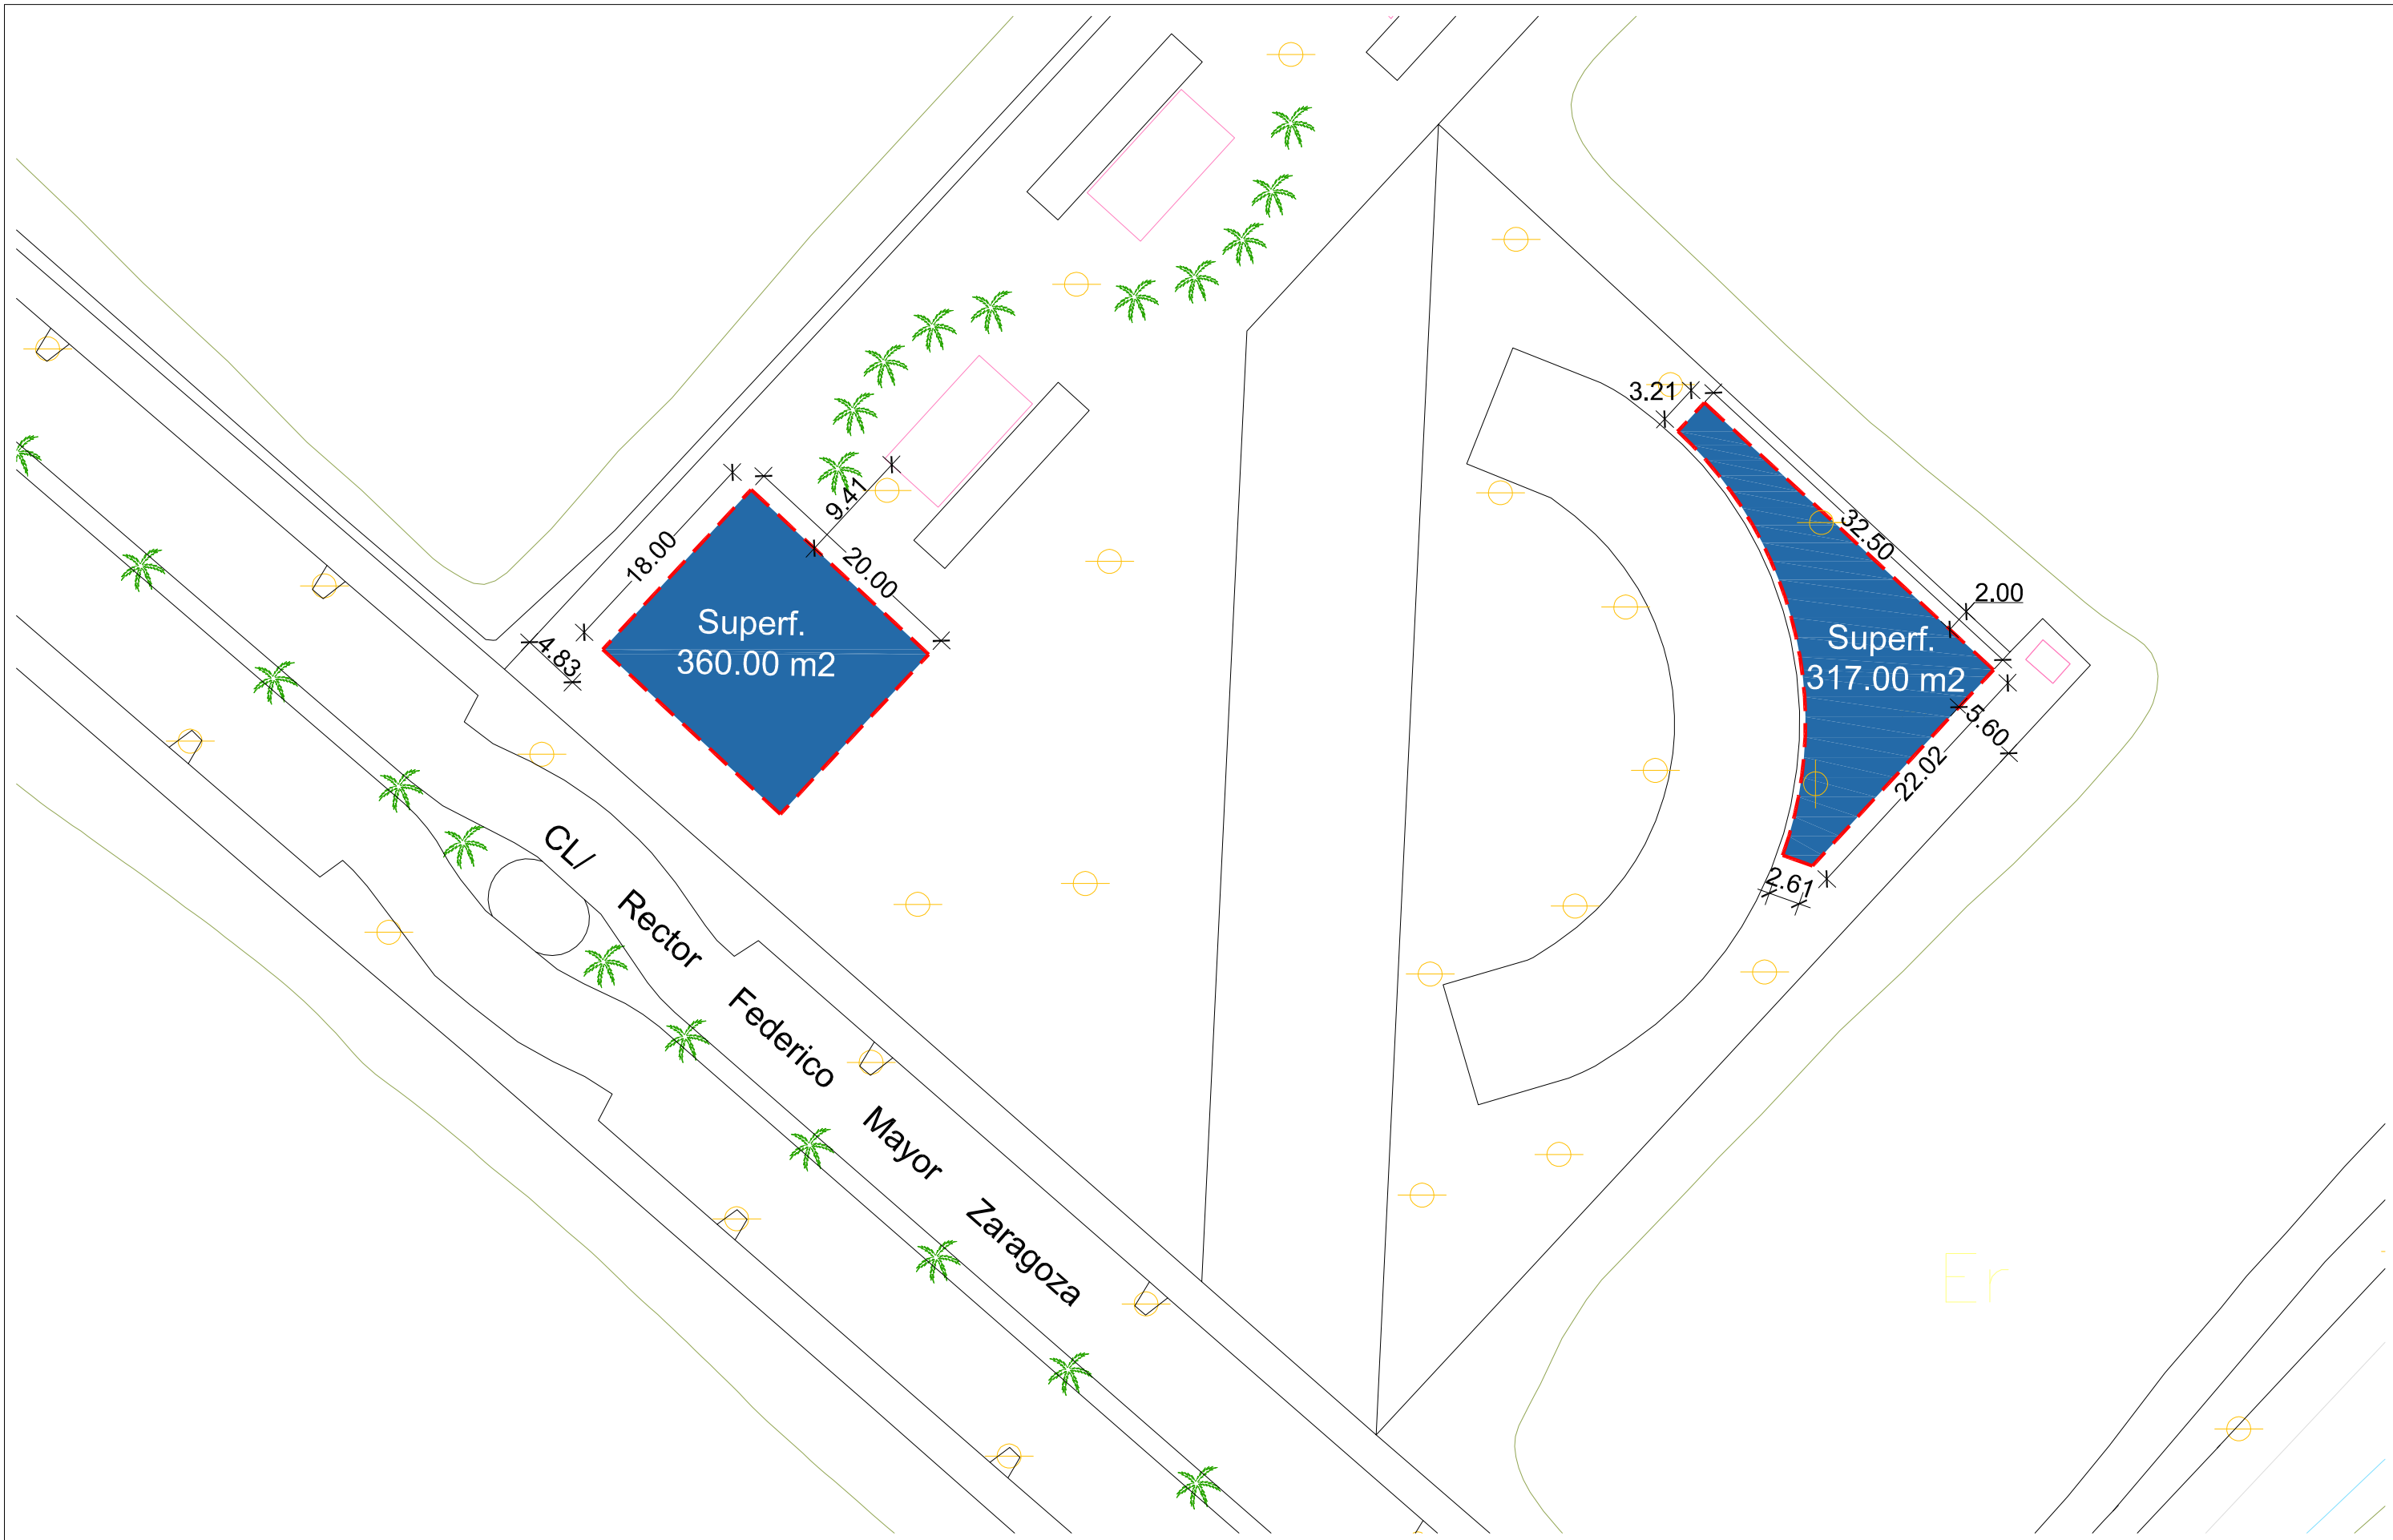 3.21
32.50
9.41
18.00
20.00
2.00
Superf.
360.00 m2
4.83
Superf.
317.00 m2
5.60
22.02
2.61
CL/ Rector Federico Mayor Zaragoza
Er